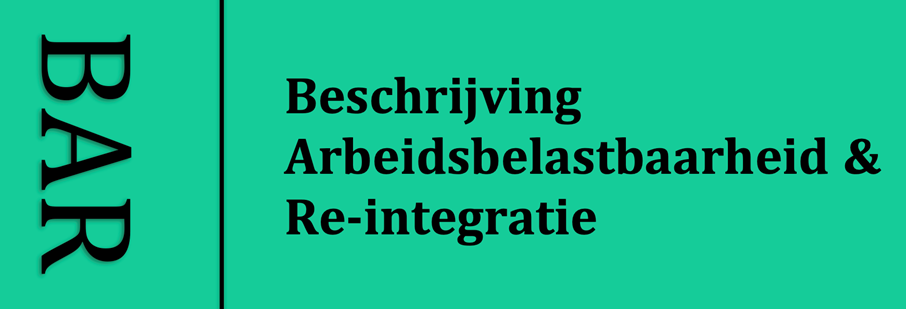 BAR
Beschrijving
Arbeidsbelastbaarheid &
Re-integratie